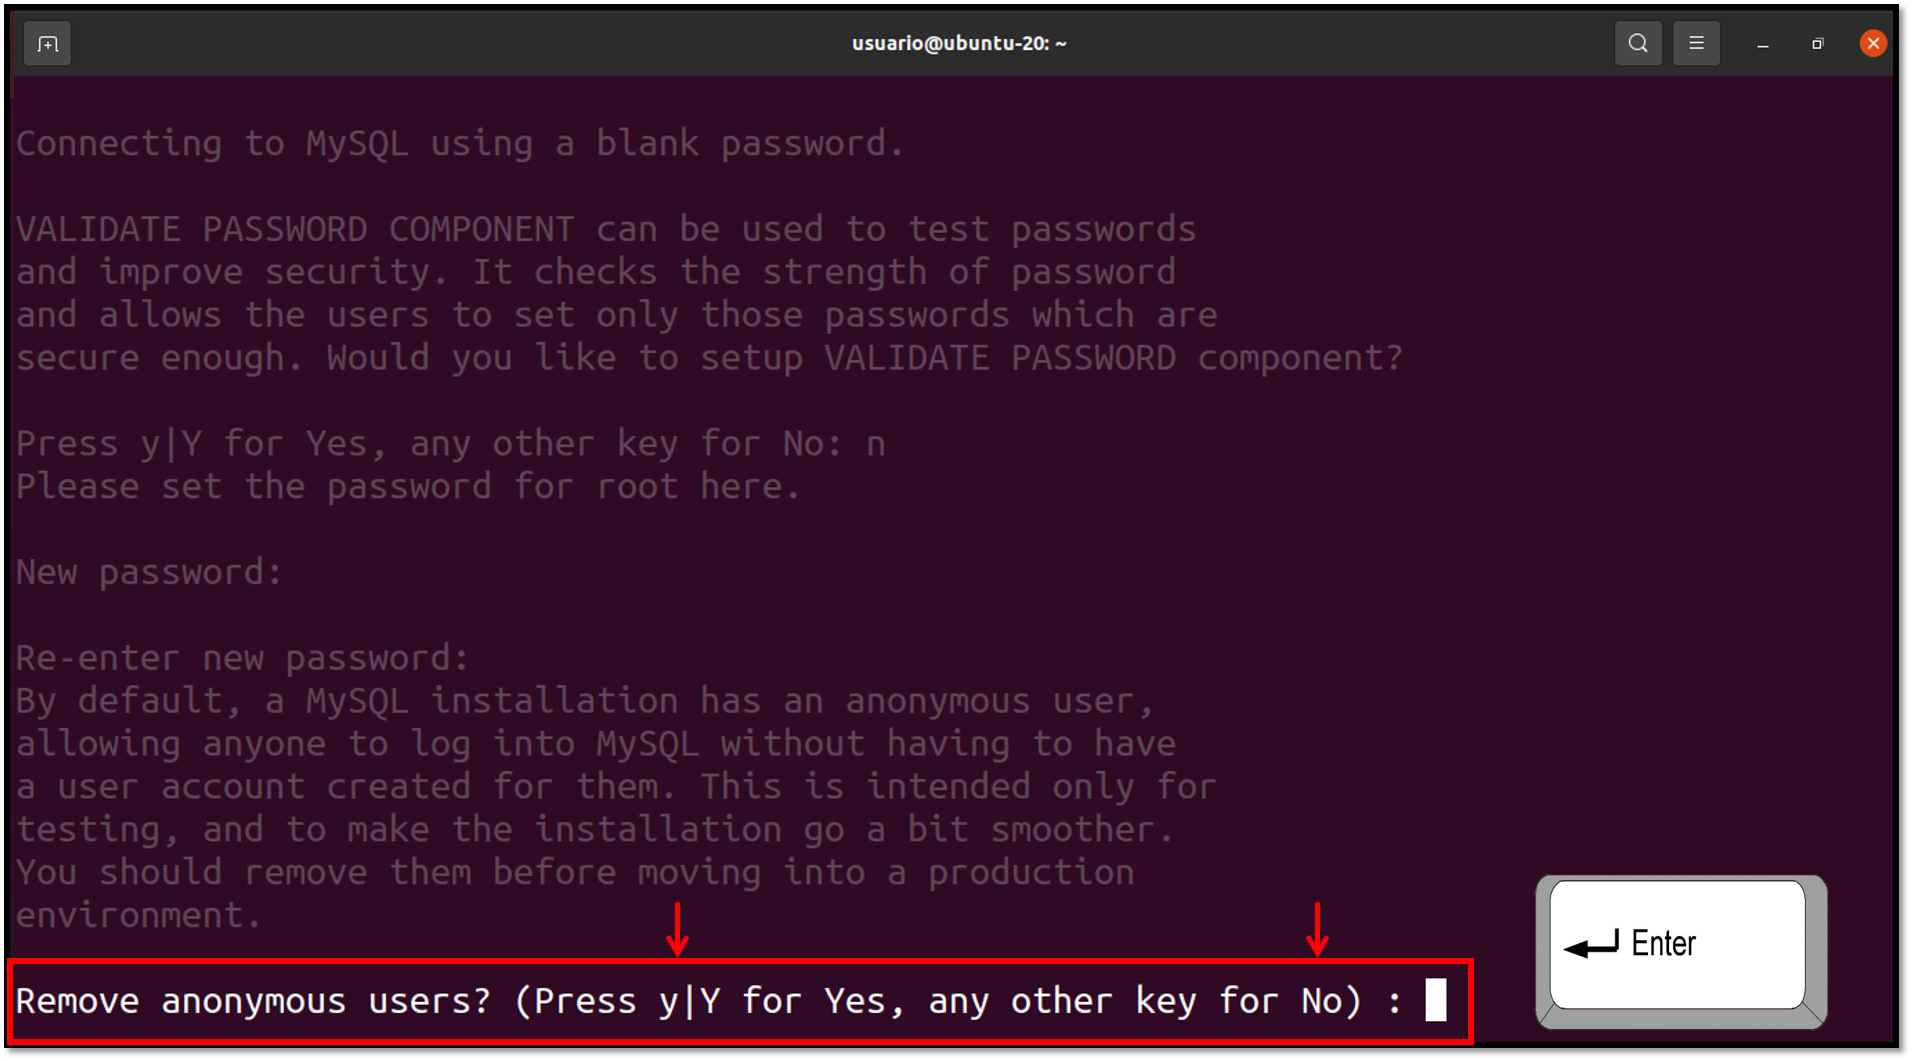 usuario@ubuntu-20: ~
Connecting to MySQL using a blank password.
VALIDATE PASSWORD COMPONENT can be used to test passwords
and improve security. It checks the strength of password
and allows the users to set only those passwords which are
secure enough. Would you like to setup VALIDATE PASSWORD component?
Press y|Y for Yes, any other key for No: n
Please set the password for root here.
New password:
Re-enter new password:
By default, a MySQL installation has an anonymous user,
allowing anyone to log into MySQL without having to have
a user account created for them. This is intended only for
testing, and to make the installation go a bit smoother.
You should remove them before moving into a production
environment.
Remove anonymous users? (Press y|Y for Yes, any other key for No) :
Enter